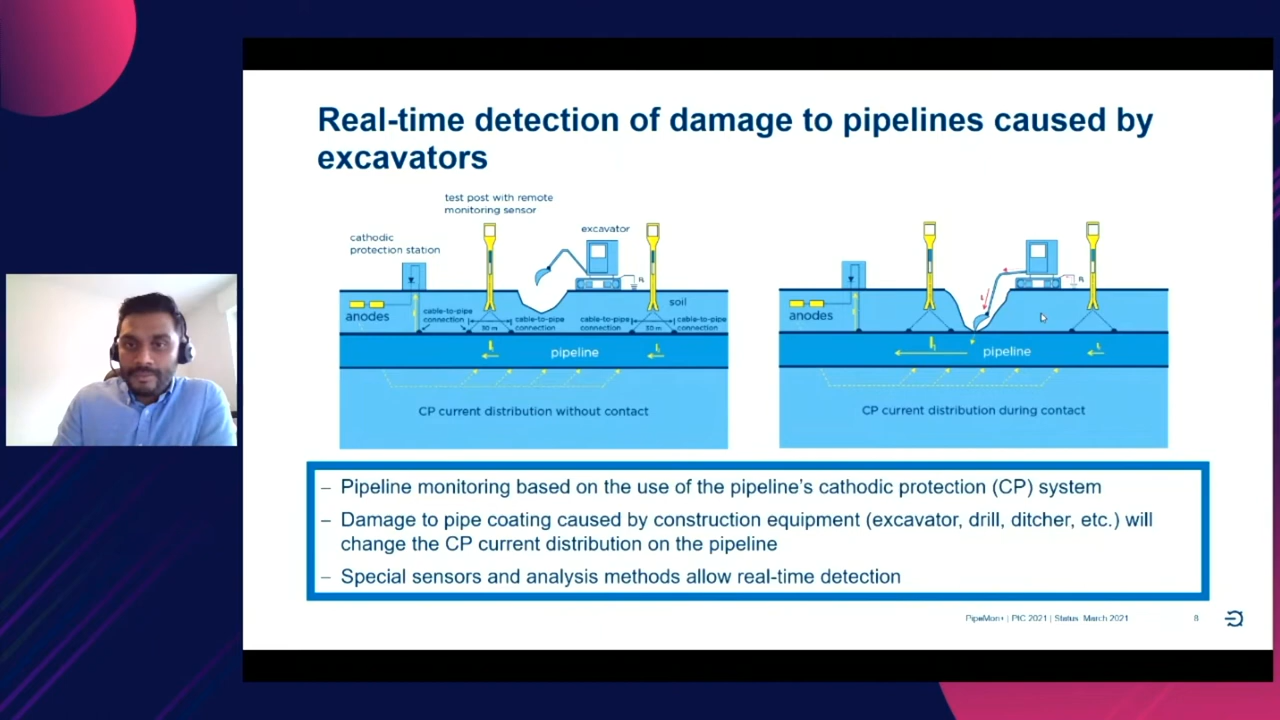 Real-time detection of damage to pipelines caused by
excavators
test post with remote
monitoring sensor
cathodic
protection station
excavator
anodes
cable-to-pipe
connection
30 m
cable-to-pipe
connection
cable-to-pipe
connection
30 m
cable-to-pipe
connection
soil
pipeline
CP current distribution without contact
anodes
pipeline
CP current distribution during contact
– Pipeline monitoring based on the use of the pipeline's cathodic protection (CP) system
– Damage to pipe coating caused by construction equipment (excavator, drill, ditcher, etc.) will
change the CP current distribution on the pipeline
– Special sensors and analysis methods allow real-time detection
PipeMon+ | PIC 2021 | Status March 2021
8